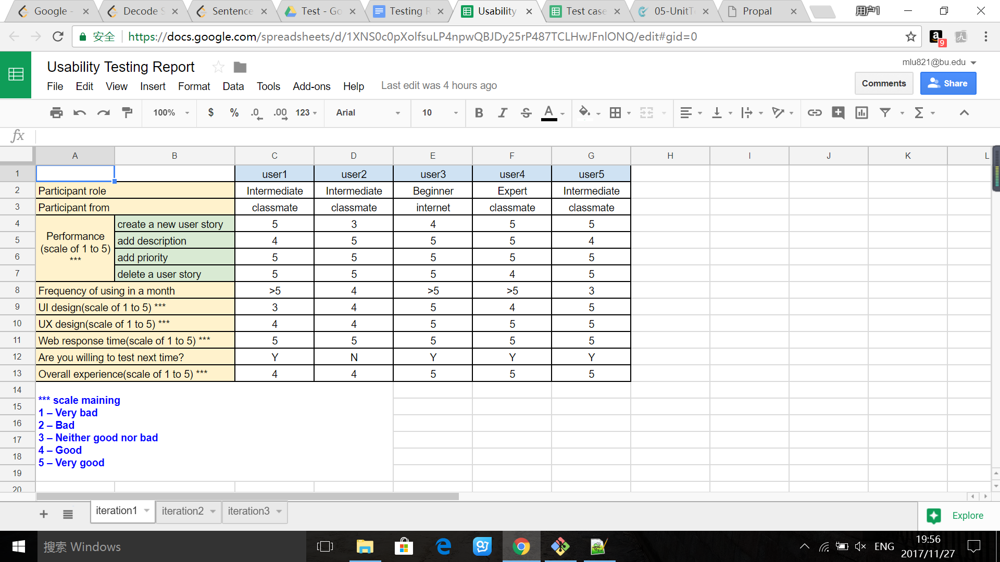 Google - Decode S Sentence Test - Go Testing R Usability Test case 05-UnitT Propal 用户1
安全 https://docs.google.com/spreadsheets/d/1XNS0c0pXolfsuLP4npwQBJDy25rP487TCLHwJFnlONQ/edit#gid=0 9
Usability Testing Report mlu821@bu.edu
File Edit View Insert Format Data Tools Add-ons Help Last edit was 4 hours ago Comments Share
100% $ % .0 .00 123 Arial 10 B I S A
fx
A B C D E F G H I J K L
1 user1 user2 user3 user4 user5
2 Participant role Intermediate Intermediate Beginner Expert Intermediate
3 Participant from classmate classmate internet classmate classmate
4 create a new user story 5 3 4 5 5
Performance
5 add description 4 5 5 5 4
(scale of 1 to 5)
6 add priority 5 5 5 5 5
***
7 delete a user story 5 5 5 4 5
8 Frequency of using in a month >5 4 >5 >5 3
9 UI design(scale of 1 to 5) *** 3 4 5 4 5
10 UX design(scale of 1 to 5) *** 4 4 5 5 5
11 Web response time(scale of 1 to 5) *** 5 5 5 5 5
12 Are you willing to test next time? Y N Y Y Y
13 Overall experience(scale of 1 to 5) *** 4 4 5 5 5
14
*** scale maining
15
1 – Very bad
16
2 – Bad
17
3 – Neither good nor bad
18
4 – Good
5 – Very good
19
20
iteration1 iteration2 iteration3 Explore
搜索 Windows ENG 19:56
2017/11/27